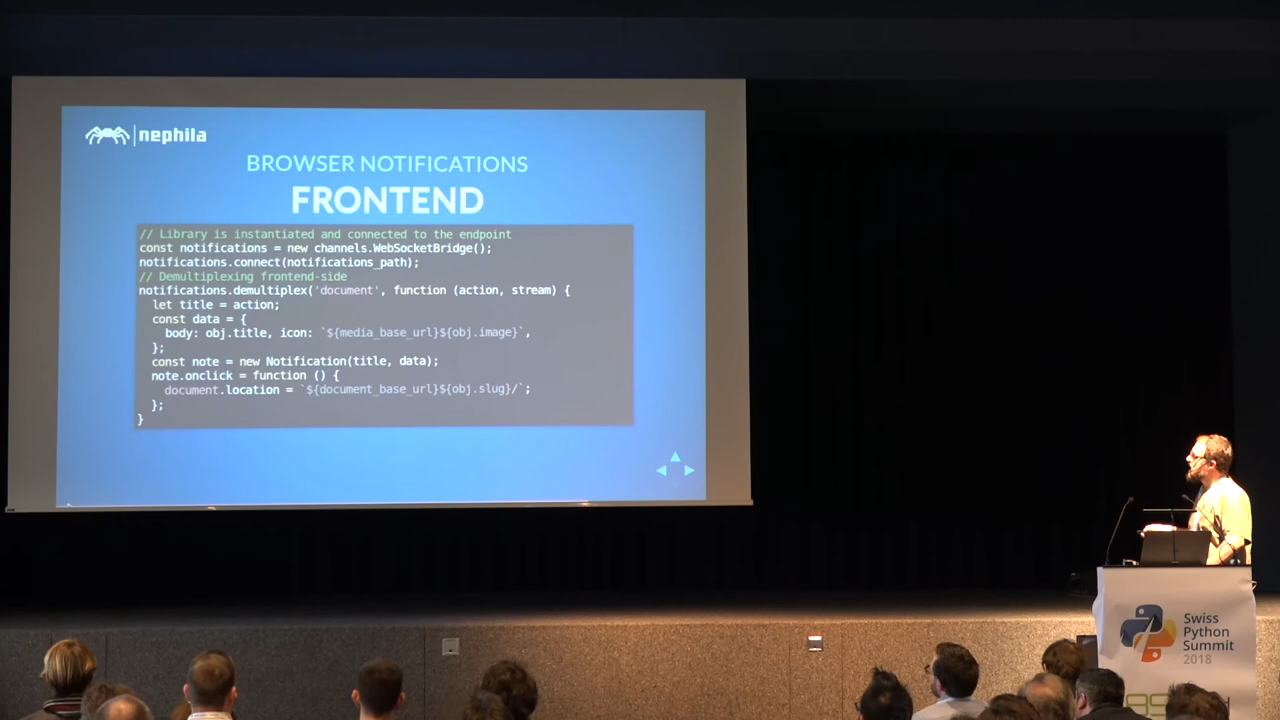 nephila
BROWSER NOTIFICATIONS
FRONTEND
// Library is instantiated and connected to the endpoint
const notifications = new channels.WebSocketBridge();
notifications.connect(notifications_path);
// Demultiplexing frontend-side
notifications.demultiplex('document', function (action, stream) {
  let title = action;
  const data = {
    body: obj.title, icon: `${media_base_url}${obj.image}`,
  };
  const note = new Notification(title, data);
  note.onclick = function () {
    document.location = `${document_base_url}${obj.slug}/`;
  };
}
Swiss
Python
Summit
2018